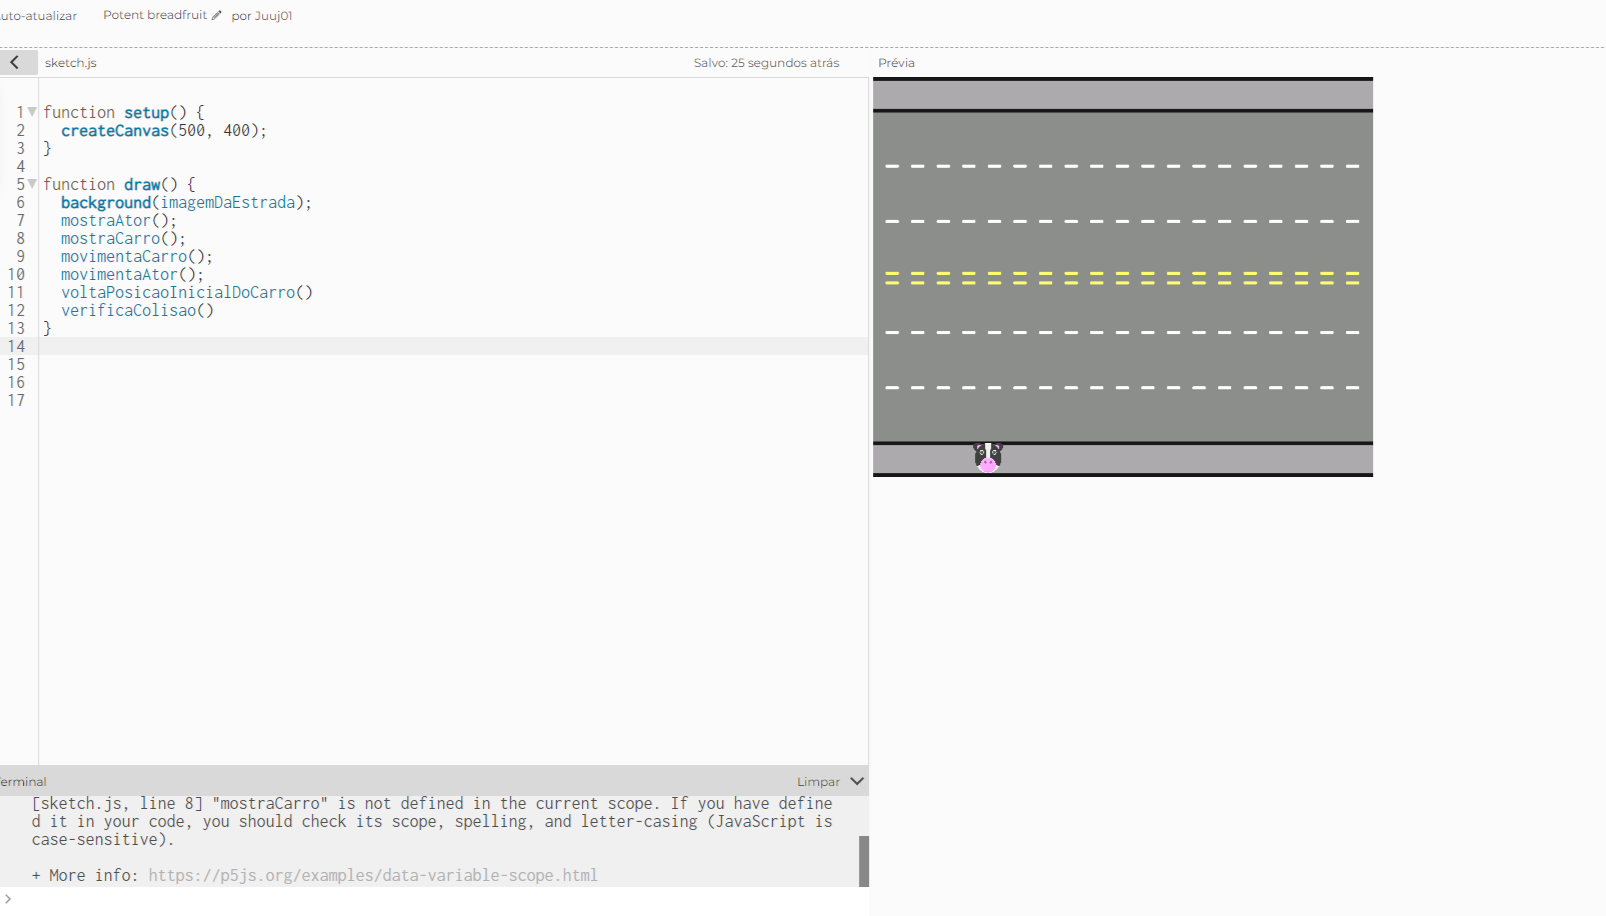 uto-atualizar Potent breadfruit por Juuj01
sketch.js Salvo: 25 segundos atrás Prévia
1 function setup() {
2 createCanvas(500, 400);
3 }
4
5 function draw() {
6 background(imagemDaEstrada);
7 mostraAtor();
8 mostraCarro();
9 movimentaCarro();
10 movimentaAtor();
11 voltaPosicaoInicialDoCarro()
12 verificaColisao()
13 }
14
15
16
17
erminal Limpar
[sketch.js, line 8] "mostraCarro" is not defined in the current scope. If you have define
d it in your code, you should check its scope, spelling, and letter-casing (JavaScript is
case-sensitive).
+ More info: https://p5js.org/examples/data-variable-scope.html
>